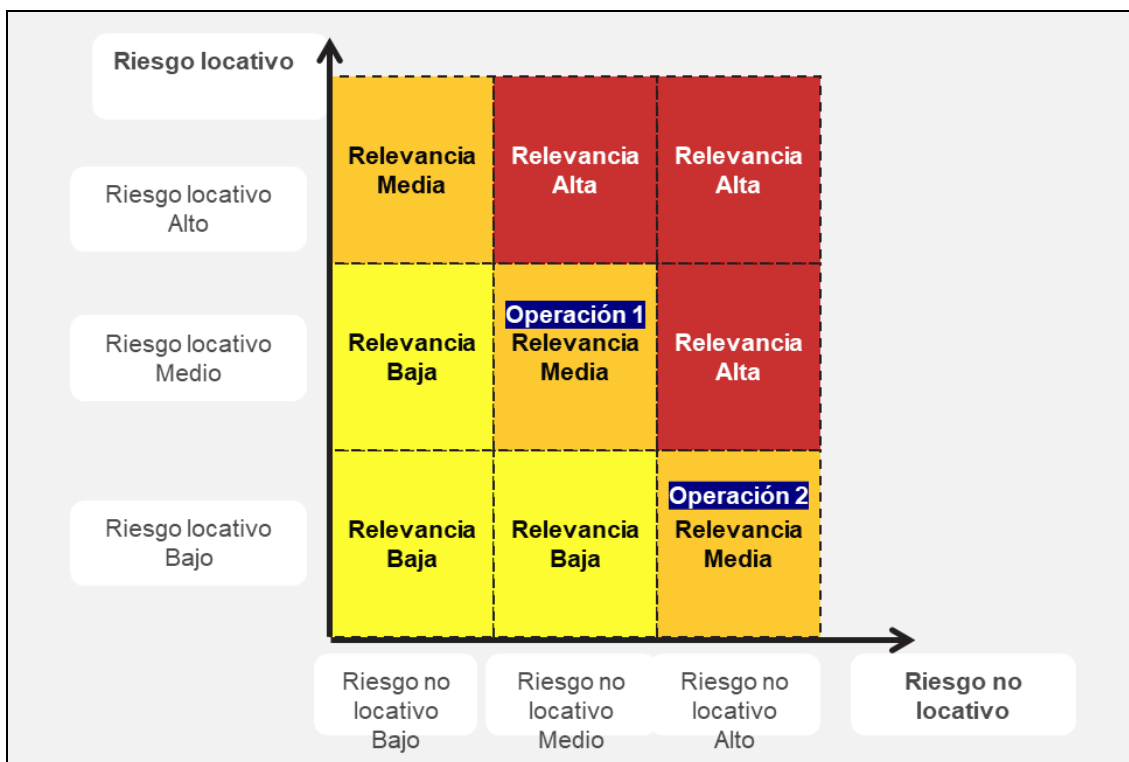 Riesgo locativo
Riesgo locativo
Alto
Relevancia
Media
Relevancia
Alta
Relevancia
Alta
Riesgo locativo
Medio
Relevancia
Baja
Operación 1
Relevancia
Media
Relevancia
Alta
Riesgo locativo
Bajo
Relevancia
Baja
Relevancia
Baja
Operación 2
Relevancia
Media
Riesgo no
locativo
Bajo
Riesgo no
locativo
Medio
Riesgo no
locativo
Alto
Riesgo no
locativo